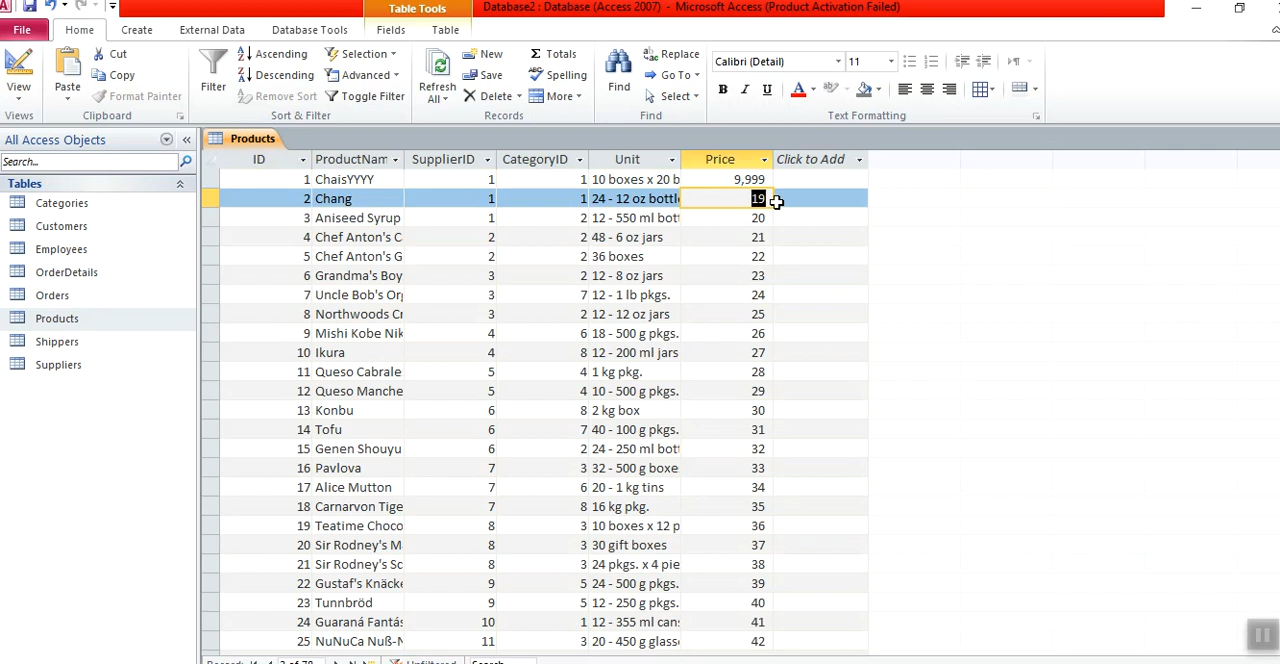 Table Tools
Database2 : Database (Access 2007) - Microsoft Access (Product Activation Failed)
File Home Create External Data Database Tools Fields Table
View Paste Cut Copy Format Painter
Filter Ascending Descending Remove Sort Selection Advanced Toggle Filter
Refresh All New Save Delete Totals Spelling More
Find Replace Go To Select
Calibri (Detail) 11
B I U A
Views Clipboard Sort & Filter Records Find Text Formatting
All Access Objects
Search...
Tables
Categories
Customers
Employees
OrderDetails
Orders
Products
Shippers
Suppliers
Products
ID ProductNam SupplierID CategoryID Unit Price Click to Add
1 ChaisYYYY 1 1 10 boxes x 20 b 9,999
2 Chang 1 1 24 - 12 oz bottle 19
3 Aniseed Syrup 1 2 12 - 550 ml bott 20
4 Chef Anton's C 2 2 48 - 6 oz jars 21
5 Chef Anton's G 2 2 36 boxes 22
6 Grandma's Boy 3 2 12 - 8 oz jars 23
7 Uncle Bob's Org 3 7 12 - 1 lb pkgs. 24
8 Northwoods Cr 3 2 12 - 12 oz jars 25
9 Mishi Kobe Nik 4 6 18 - 500 g pkgs. 26
10 Ikura 4 8 12 - 200 ml jars 27
11 Queso Cabrale 5 4 1 kg pkg. 28
12 Queso Manche 5 4 10 - 500 g pkgs. 29
13 Konbu 6 8 2 kg box 30
14 Tofu 6 7 40 - 100 g pkgs. 31
15 Genen Shouyu 6 2 24 - 250 ml bott 32
16 Pavlova 7 3 32 - 500 g boxe 33
17 Alice Mutton 7 6 20 - 1 kg tins 34
18 Carnarvon Tige 7 8 16 kg pkg. 35
19 Teatime Choco 8 3 10 boxes x 12 p 36
20 Sir Rodney's M 8 3 30 gift boxes 37
21 Sir Rodney's Sc 8 3 24 pkgs. x 4 pie 38
22 Gustaf's Knäcke 9 5 24 - 500 g pkgs. 39
23 Tunnbröd 9 5 12 - 250 g pkgs. 40
24 Guaraná Fantás 10 1 12 - 355 ml cans 41
25 NuNuCa Nuß-N 11 3 20 - 450 g glasse 42
Record: 2 of 78 Unfiltered Search